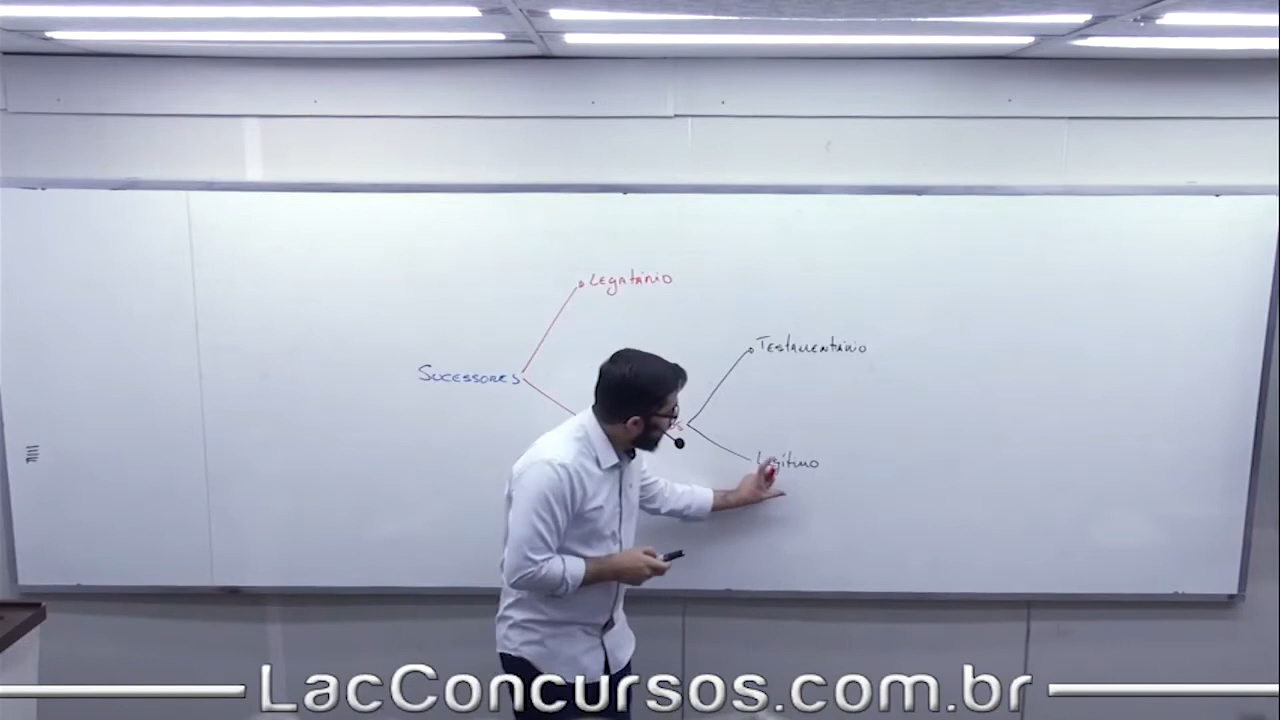 Legatário
Testamentário
Sucessores
Legítimo
LacConcursos.com.br